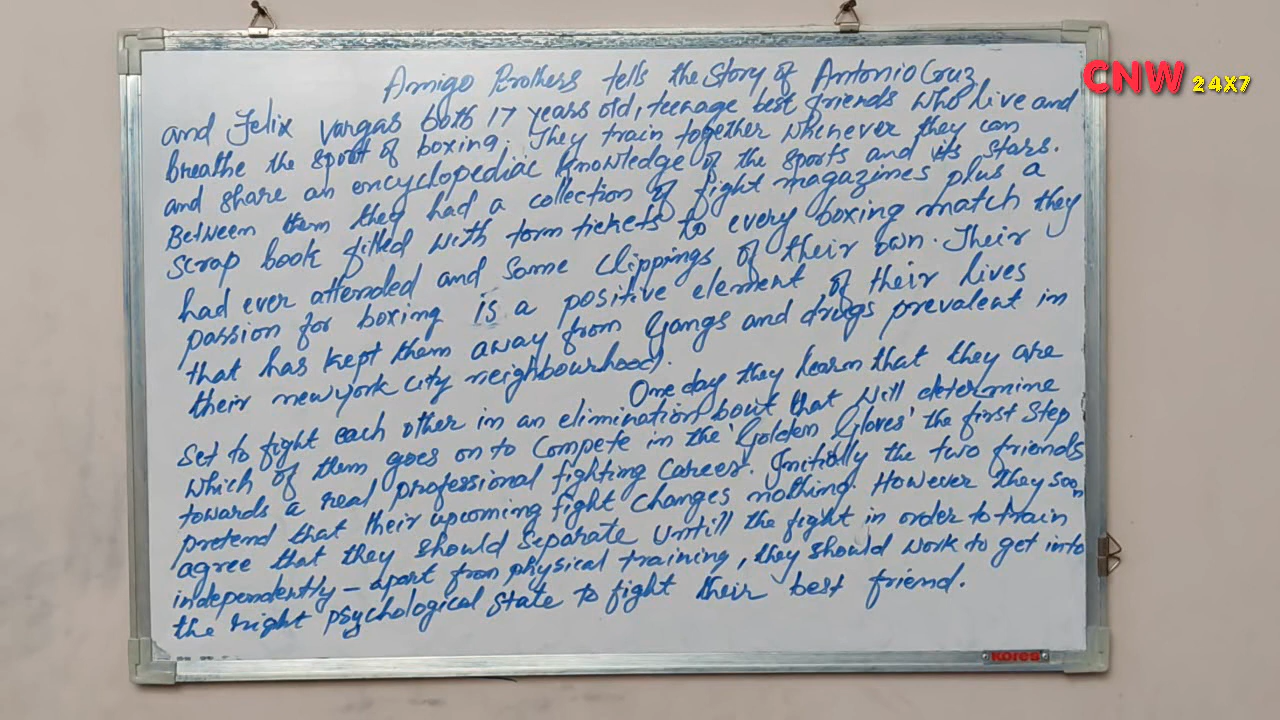 Amigo Brothers tells the story of Antonio Cruz
and Felix Vargas both 17 years old, teenage best friends who live and
breathe the sport of boxing. They train together whenever they can
and share an encyclopediac knowledge of the sports and its stars.
Between them they had a collection of fight magazines plus a
scrap book filled with torn tickets to every boxing match they
had ever attended and some clippings of their own. Their
passion for boxing is a positive element of their lives
that has kept them away from Gangs and drugs prevalent in
their new york city neighbourhood.
One day they learn that they are
set to fight each other in an elimination bout that will determine
which of them goes on to compete in the 'Golden Gloves' the first step
towards a real professional fighting career. Initially the two friends
pretend that their upcoming fight changes nothing. However they soon
agree that they should separate untill the fight in order to train
independently – apart from physical training, they should work to get into
the right psychological state to fight their best friend.
CNW 24X7
Kores